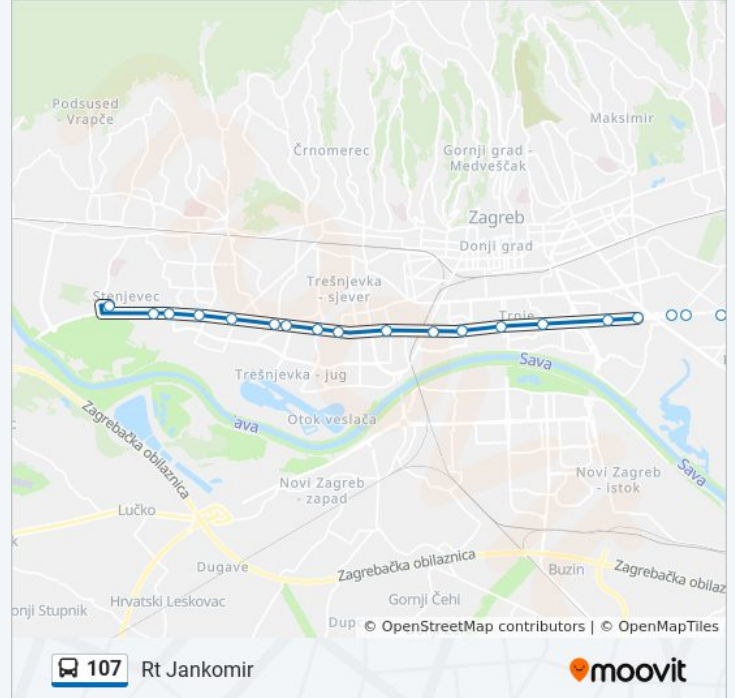 Podsused
- Vrapče
Črnomerec
Maksimir
Gornji grad -
Medveščak
Zagreb
Donji grad
Trešnjevka
- sjever
Stenjevec
Trnje
Sava
Trešnjevka - jug
Otok veslača
ava
Zagrebačka obilaznica
Novi Zagreb
- zapad
Novi Zagreb
- istok
Sava
Lučko
Dugave
Zagrebačka obilaznica
Buzin
Zagrebačka obilaz
Hrvatski Leskovac
Gornji Čehi
onji Stupnik
Dup
© OpenStreetMap contributors | © OpenMapTiles
107 Rt Jankomir
moovit